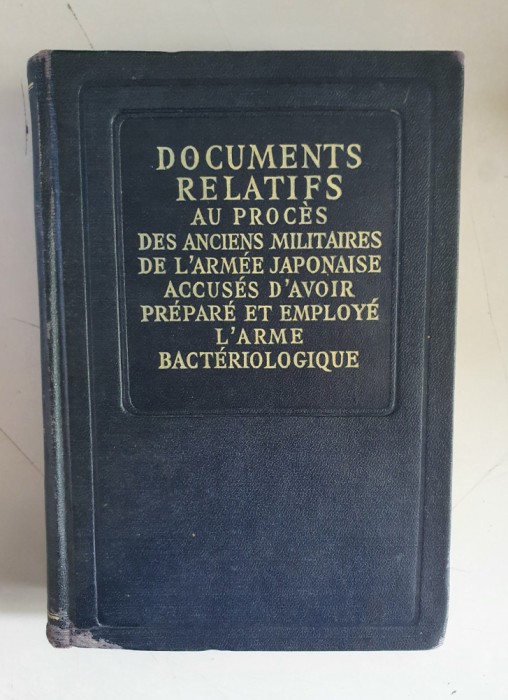 DOCUMENTS
RELATIFS
AU PROCÈS
DES ANCIENS MILITAIRES
DE L'ARMÉE JAPONAISE
ACCUSÉS D'AVOIR
PRÉPARÉ ET EMPLOYÉ
L'ARME
BACTÉRIOLOGIQUE